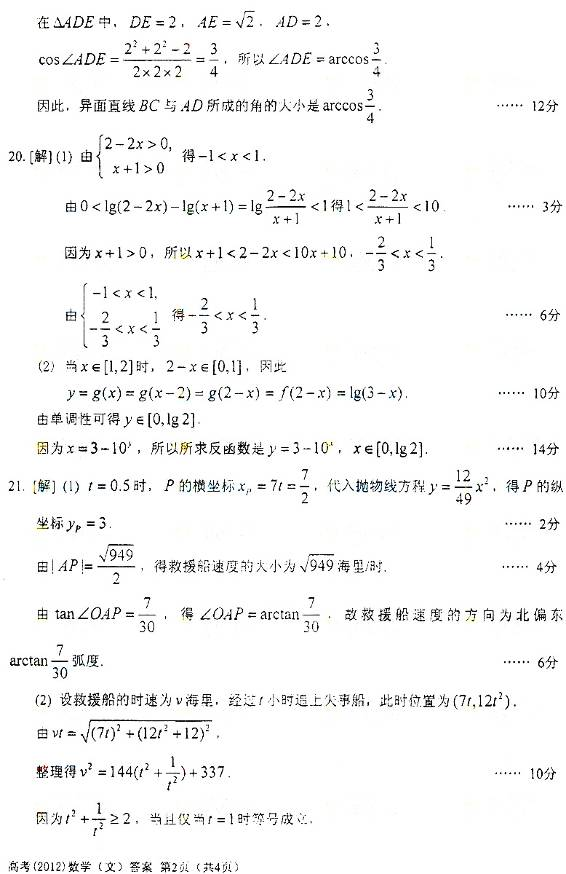 在△ADE中，DE=2，AE=√2，AD=2，
cos∠ADE=(2²+2²-2)/(2×2×2)=3/4，所以∠ADE=arccos 3/4.
因此，异面直线BC与AD所成的角的大小是arccos 3/4. ……12分
20.[解](1) 由{2-2x>0, x+1>0 得-1<x<1.
由0<lg(2-2x)-lg(x+1)=lg (2-2x)/(x+1)<1得1<(2-2x)/(x+1)<10. ……3分
因为x+1>0，所以x+1<2-2x<10x+10，-2/3<x<1/3.
由{-1<x<1, -2/3<x<1/3 得-2/3<x<1/3. ……6分
(2) 当x∈[1,2]时，2-x∈[0,1]，因此
y=g(x)=g(x-2)=g(2-x)=f(2-x)=lg(3-x). ……10分
由单调性可得y∈[0,lg2].
因为x=3-10^y，所以所求反函数是y=3-10^x，x∈[0,lg2]. ……14分
21.[解](1) t=0.5时，P的横坐标x_P=7t=7/2，代入抛物线方程y=12/49 x²，得P的纵
坐标y_P=3. ……2分
由|AP|=√949/2，得救援船速度的大小为√949海里/时. ……4分
由tan∠OAP=7/30，得∠OAP=arctan 7/30，故救援船速度的方向为北偏东
arctan 7/30弧度. ……6分
(2) 设救援船的时速为v海里，经过t小时追上失事船，此时位置为(7t,12t²).
由vt=√((7t)²+(12t²+12)²)，
整理得v²=144(t²+1/t²)+337. ……10分
因为t²+1/t²≥2，当且仅当t=1时等号成立，
高考(2012)数学（文）答案 第2页（共4页）